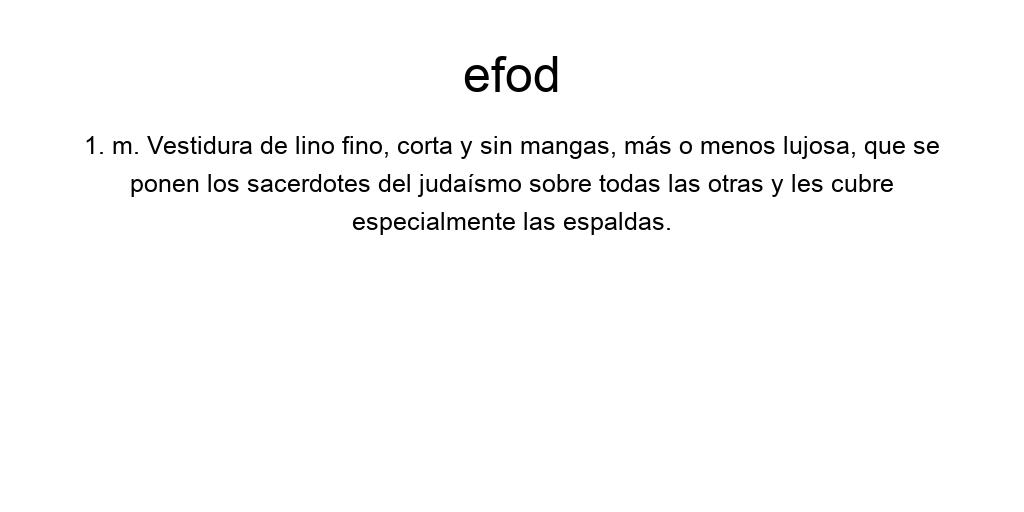 efod
1. m. Vestidura de lino fino, corta y sin mangas, más o menos lujosa, que se
ponen los sacerdotes del judaísmo sobre todas las otras y les cubre
especialmente las espaldas.